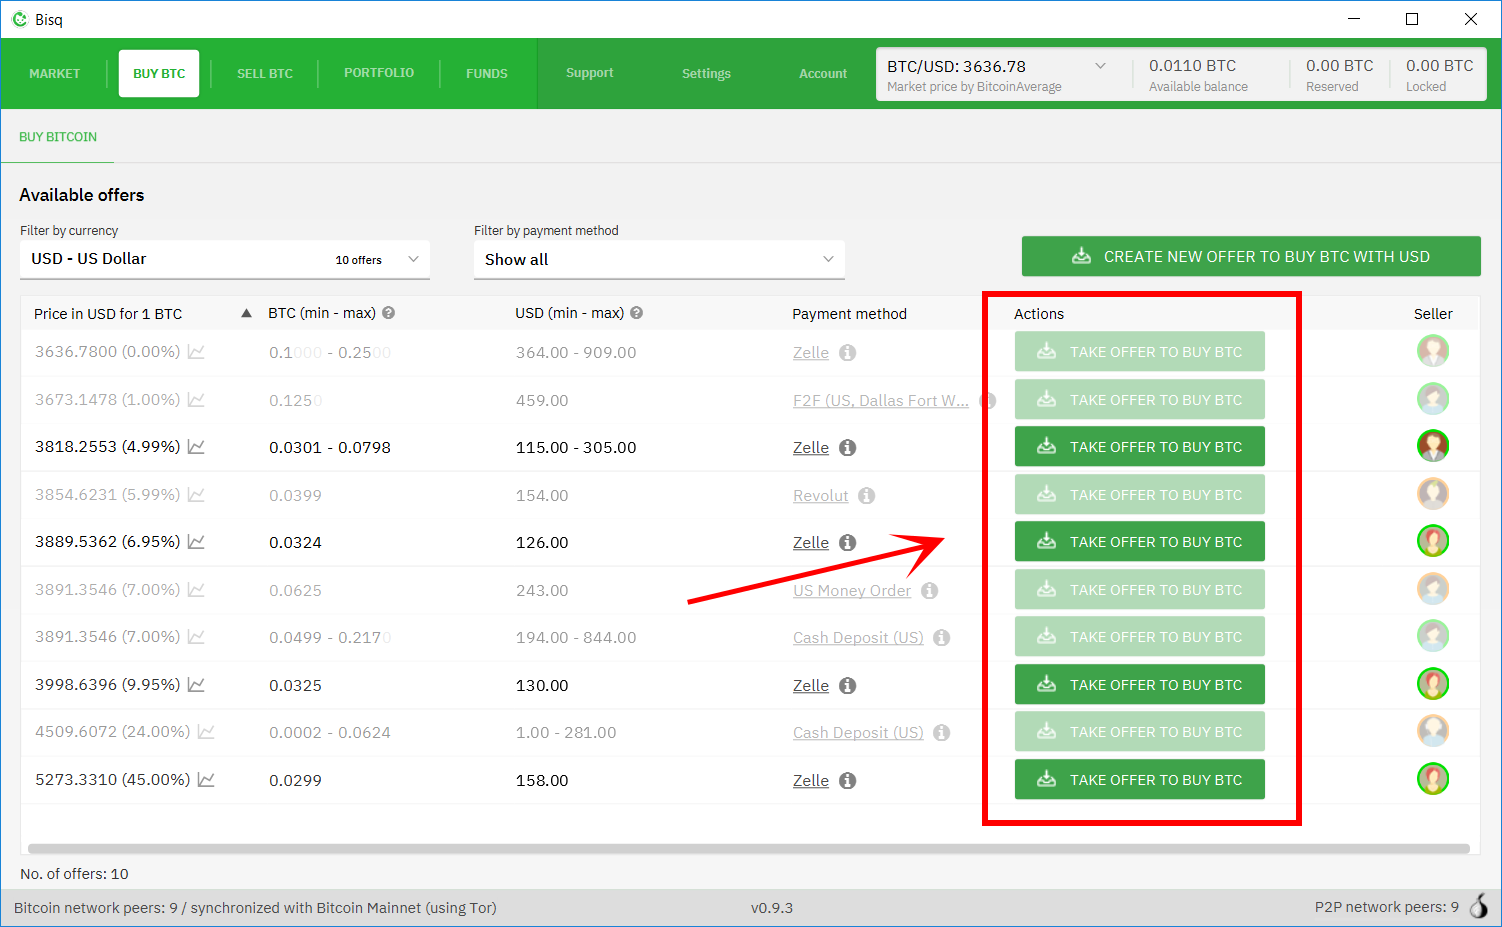 Bisq
MARKET BUY BTC SELL BTC PORTFOLIO FUNDS Support Settings Account BTC/USD: 3636.78 0.0110 BTC 0.00 BTC 0.00 BTC
Market price by BitcoinAverage Available balance Reserved Locked
BUY BITCOIN
Available offers
Filter by currency Filter by payment method
USD - US Dollar 10 offers Show all CREATE NEW OFFER TO BUY BTC WITH USD
Price in USD for 1 BTC BTC (min - max) USD (min - max) Payment method Actions Seller
3636.7800 (0.00%) 0.1000 - 0.2500 364.00 - 909.00 Zelle TAKE OFFER TO BUY BTC
3673.1478 (1.00%) 0.1250 459.00 F2F (US, Dallas Fort W... TAKE OFFER TO BUY BTC
3818.2553 (4.99%) 0.0301 - 0.0798 115.00 - 305.00 Zelle TAKE OFFER TO BUY BTC
3854.6231 (5.99%) 0.0399 154.00 Revolut TAKE OFFER TO BUY BTC
3889.5362 (6.95%) 0.0324 126.00 Zelle TAKE OFFER TO BUY BTC
3891.3546 (7.00%) 0.0625 243.00 US Money Order TAKE OFFER TO BUY BTC
3891.3546 (7.00%) 0.0499 - 0.2170 194.00 - 844.00 Cash Deposit (US) TAKE OFFER TO BUY BTC
3998.6396 (9.95%) 0.0325 130.00 Zelle TAKE OFFER TO BUY BTC
4509.6072 (24.00%) 0.0002 - 0.0624 1.00 - 281.00 Cash Deposit (US) TAKE OFFER TO BUY BTC
5273.3310 (45.00%) 0.0299 158.00 Zelle TAKE OFFER TO BUY BTC
No. of offers: 10
Bitcoin network peers: 9 / synchronized with Bitcoin Mainnet (using Tor) v0.9.3 P2P network peers: 9